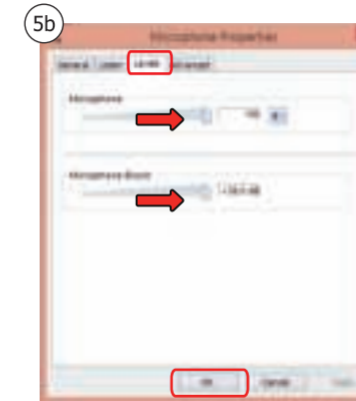 5b
Microphone Properties
General Listen Levels Advanced
Microphone
100
Microphone Boost
OK Cancel